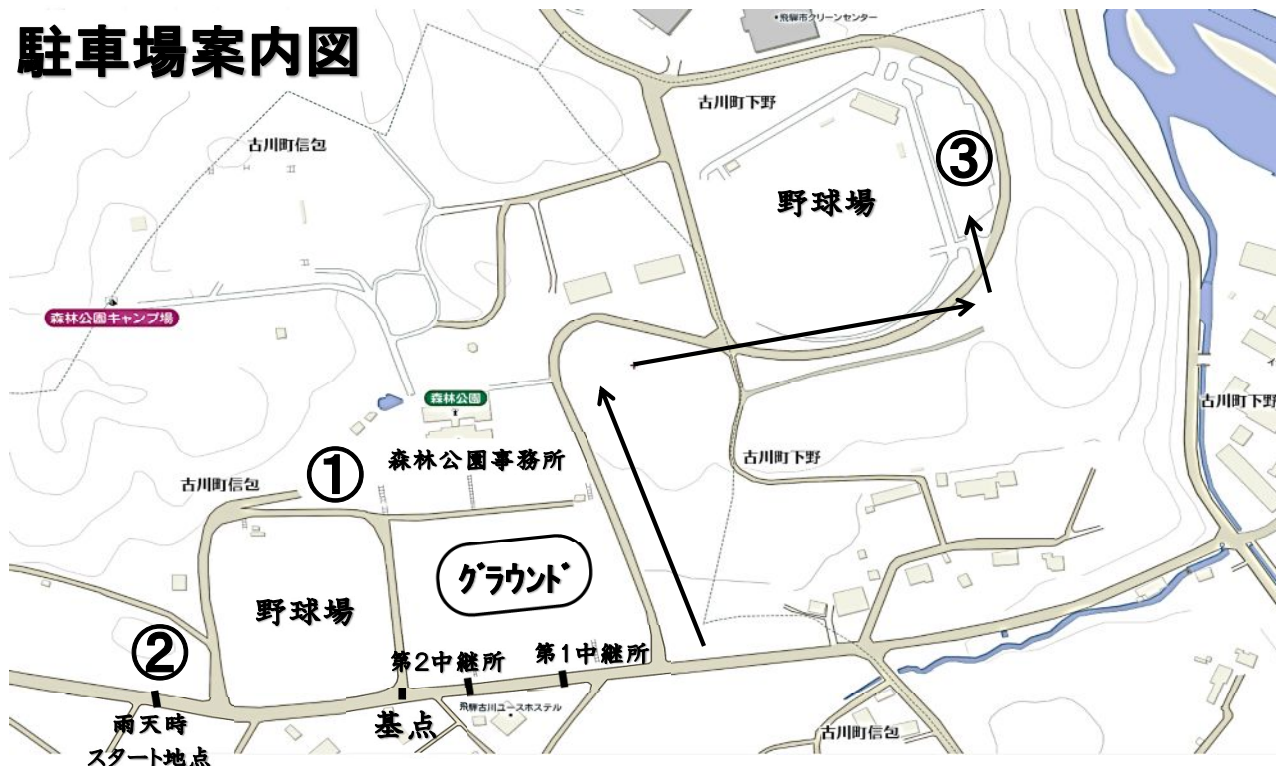 駐車場案内図
・飛騨市クリーンセンター
古川町下野
古川町信包
③
野球場
森林公園キャンプ場
森林公園
古川町下野
①
森林公園事務所
古川町下野
古川町信包
グラウンド
野球場
②
第2中継所
第1中継所
飛騨古川ユースホステル
基点
雨天時
スタート地点
古川町信包